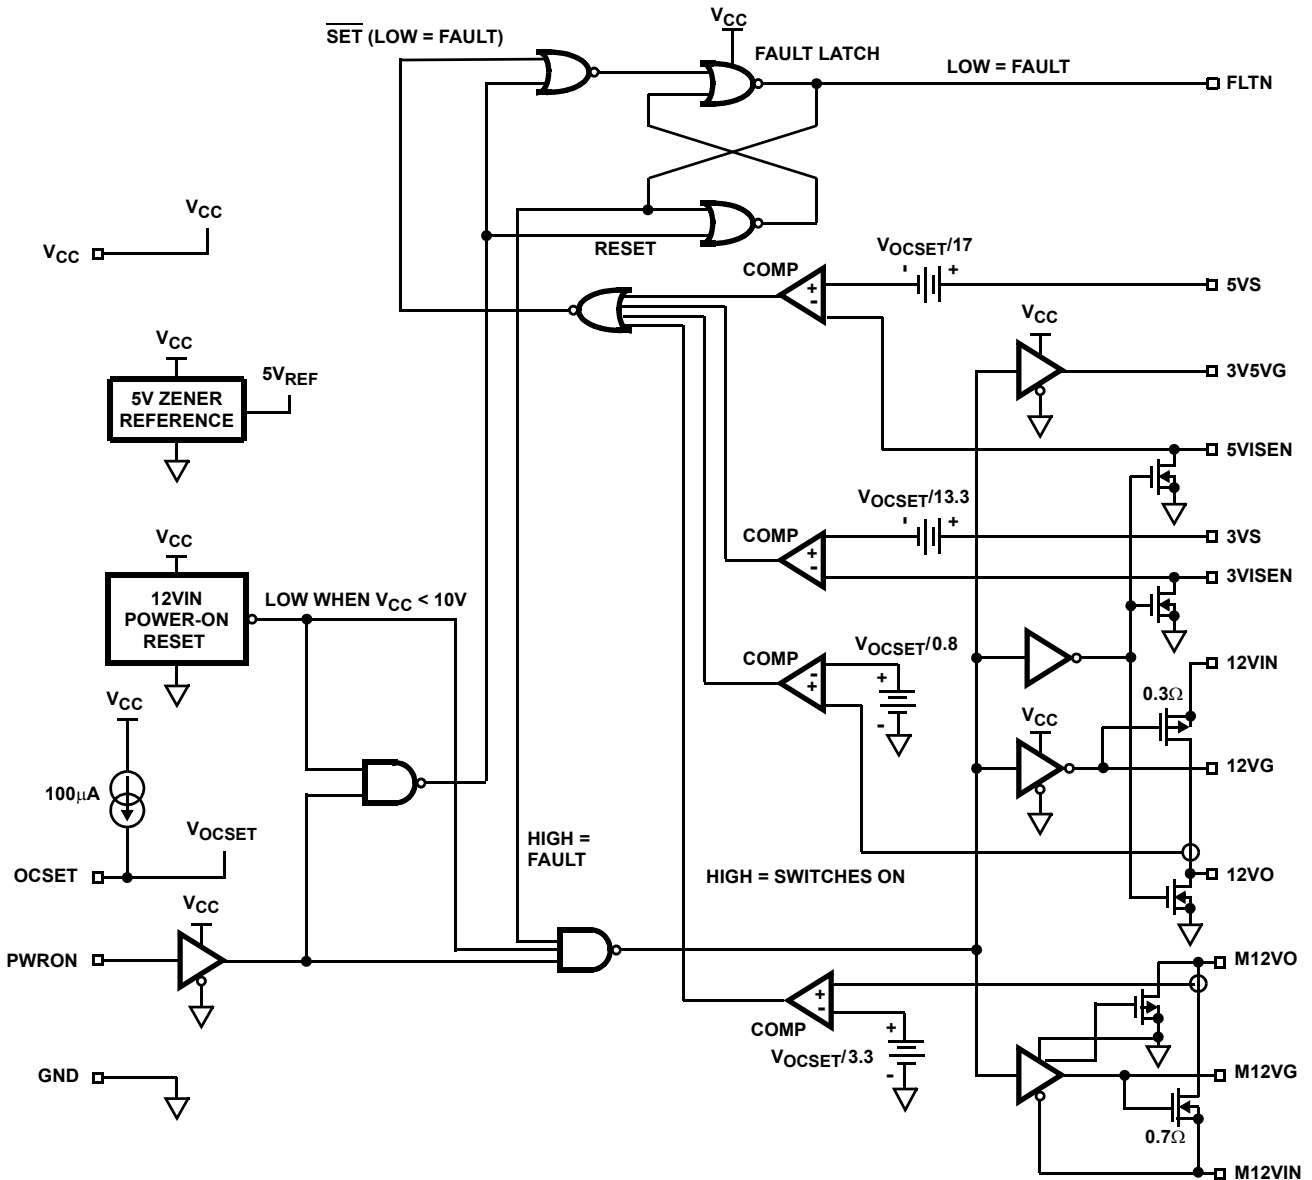 SET (LOW = FAULT)
VCC
FAULT LATCH
LOW = FAULT
FLTN
VCC
VCC
RESET
VOCSET/17
- +
COMP
+
-
5VS
VCC
3V5VG
VCC
5V ZENER
REFERENCE
5VREF
5VISEN
VOCSET/13.3
- +
COMP
+
-
3VS
3VISEN
VCC
12VIN
POWER-ON
RESET
LOW WHEN VCC < 10V
COMP
-
+
VOCSET/0.8
+
-
12VIN
0.3Ω
VCC
12VG
VCC
100µA
VOCSET
OCSET
HIGH =
FAULT
HIGH = SWITCHES ON
12VO
VCC
PWRON
M12VO
COMP
+
-
+
VOCSET/3.3
-
GND
M12VG
0.7Ω
M12VIN